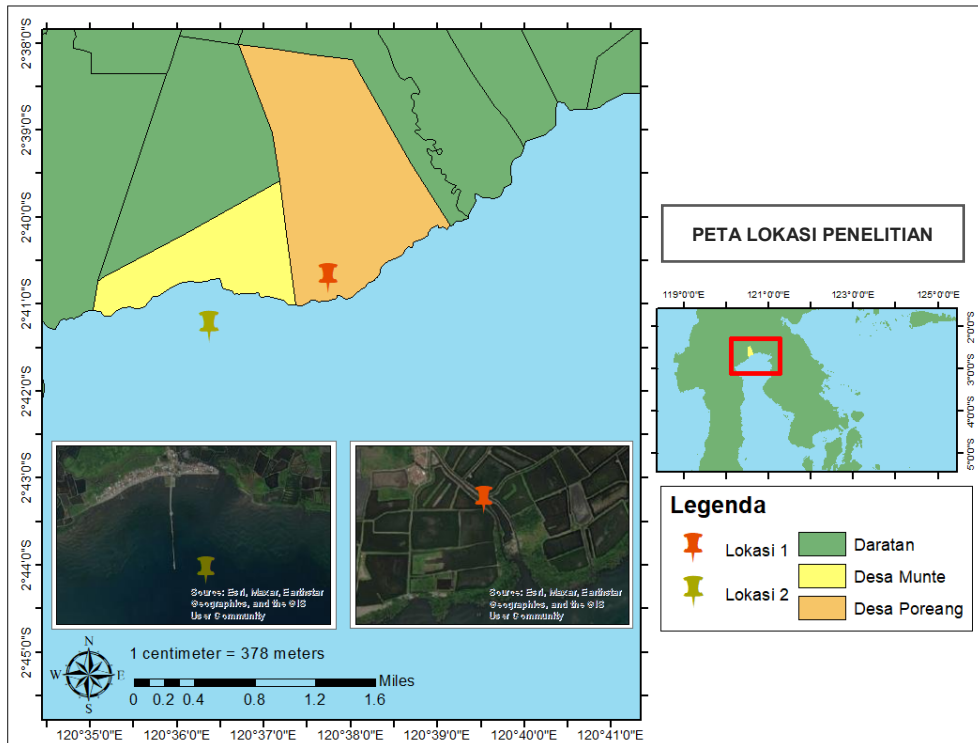 2°38'0"S
2°39'0"S
2°40'0"S
2°41'0"S
2°42'0"S
2°43'0"S
2°44'0"S
2°45'0"S
Source: Esri, Maxar, Earthstar
Geographics, and the GIS
User Community
Source: Esri, Maxar, Earthstar
Geographics, and the GIS
User Community
N
W E
S
1 centimeter = 378 meters
Miles
0 0.2 0.4 0.8 1.2 1.6
120°35'0"E 120°36'0"E 120°37'0"E 120°38'0"E 120°39'0"E 120°40'0"E 120°41'0"E
PETA LOKASI PENELITIAN
119°0'0"E 121°0'0"E 123°0'0"E 125°0'0"E
2°0'0"S
3°0'0"S
4°0'0"S
5°0'0"S
Legenda
Lokasi 1
Lokasi 2
Daratan
Desa Munte
Desa Poreang